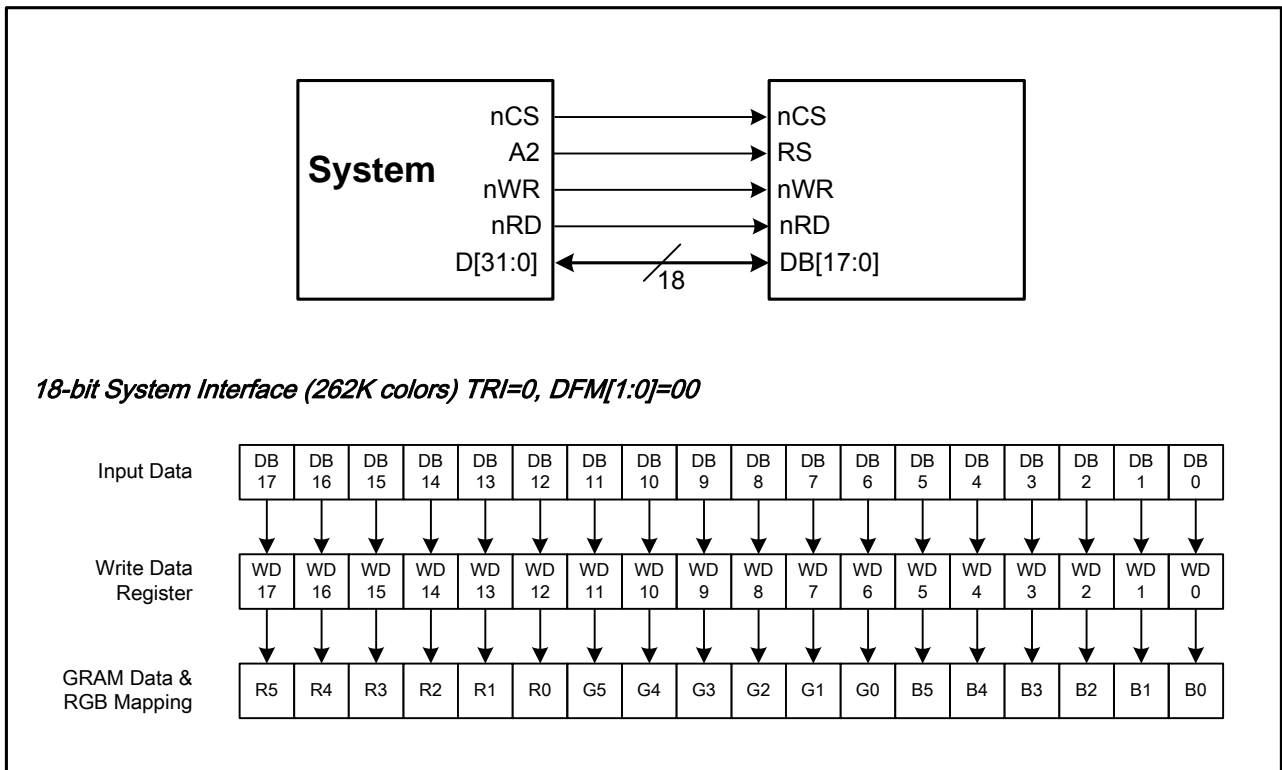 nCS nCS
System A2 RS
nWR nWR
nRD nRD
D[31:0] 18 DB[17:0]
18-bit System Interface (262K colors) TRI=0, DFM[1:0]=00
Input Data DB 17 DB 16 DB 15 DB 14 DB 13 DB 12 DB 11 DB 10 DB 9 DB 8 DB 7 DB 6 DB 5 DB 4 DB 3 DB 2 DB 1 DB 0
Write Data Register WD 17 WD 16 WD 15 WD 14 WD 13 WD 12 WD 11 WD 10 WD 9 WD 8 WD 7 WD 6 WD 5 WD 4 WD 3 WD 2 WD 1 WD 0
GRAM Data & RGB Mapping R5 R4 R3 R2 R1 R0 G5 G4 G3 G2 G1 G0 B5 B4 B3 B2 B1 B0